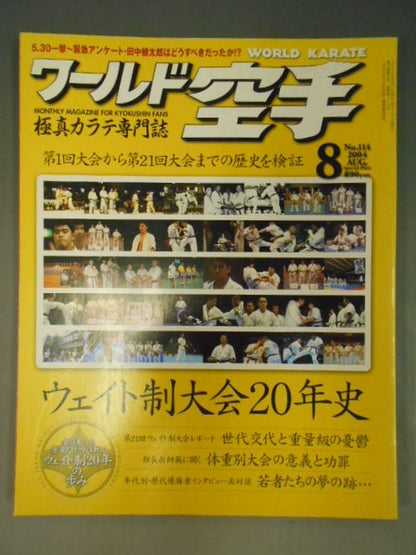 5.30一撃〜緊急アンケート・田中健太郎はどうすべきだったか!?
WORLD KARATE
ワールド空手
MONTHLY MAGAZINE FOR KYOKUSHIN FANS
極真カラテ専門誌
第1回大会から第21回大会までの歴史を検証
8
No.114
2004
AUG.
890yen
ウェイト制大会20年史
第21回ウェイト制大会レポート 世代交代と重量級の憂鬱
館長&師範に聞く 体重別大会の意義と功罪
年代別・歴代優勝者インタビュー&対談 若者たちの夢の跡…
ウェイト制20年
の
歩み